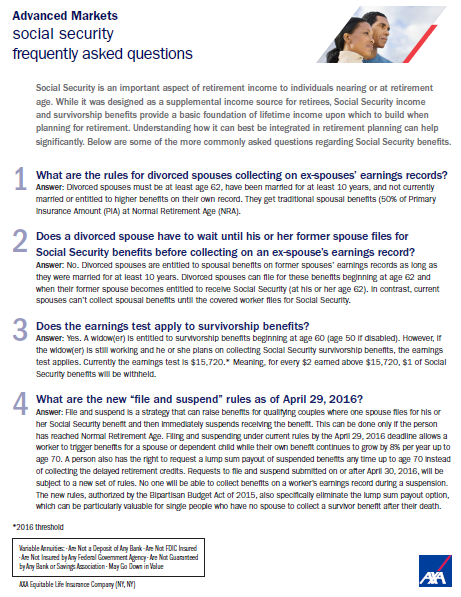 Advanced Markets
social security
frequently asked questions
Social Security is an important aspect of retirement income to individuals nearing or at retirement
age. While it was designed as a supplemental income source for retirees, Social Security income
and survivorship benefits provide a basic foundation of lifetime income upon which to build when
planning for retirement. Understanding how it can best be integrated in retirement planning can help
significantly. Below are some of the more commonly asked questions regarding Social Security benefits.
1 What are the rules for divorced spouses collecting on ex-spouses' earnings records?
Answer: Divorced spouses must be at least age 62, have been married for at least 10 years, and not currently
married or entitled to higher benefits on their own record. They get traditional spousal benefits (50% of Primary
Insurance Amount (PIA) at Normal Retirement Age (NRA).
2 Does a divorced spouse have to wait until his or her former spouse files for
Social Security benefits before collecting on an ex-spouse's earning record?
Answer: No. Divorced spouses are entitled to spousal benefits on former spouses' earnings records as long as
they were married for at least 10 years. Divorced spouses can file for these benefits beginning at age 62 and
when their former spouse becomes entitled to receive Social Security (at his or her age 62). In contrast, current
spouses can't collect spousal benefits until the covered worker files for Social Security.
3 Does the earnings test apply to survivorship benefits?
Answer: Yes. A widow(er) is entitled to survivorship benefits beginning at age 60 (age 50 if disabled). However, if
the widow(er) is still working and he or she plans on collecting Social Security survivorship benefits, the earnings
test applies. Currently the earnings test is $15,720.* Meaning, for every $2 earned above $15,720, $1 of Social
Security benefits will be withheld.
4 What are the new "file and suspend" rules as of April 29, 2016?
Answer: File and suspend is a strategy that can raise benefits for qualifying couples where one spouse files for his or
her Social Security benefit and then immediately suspends receiving the benefit. This can be done only if the person
has reached Normal Retirement Age. Filing and suspending under current rules by the April 29, 2016 deadline allows a
worker to trigger benefits for a spouse or dependent child while their own benefit continues to grow by 8% per year up to
age 70. A person also has the right to request a lump sum payout of suspended benefits any time up to age 70 instead
of collecting the delayed retirement credits. Requests to file and suspend submitted on or after April 30, 2016, will be
subject to a new set of rules. No one will be able to collect benefits on a worker's earnings record during a suspension.
The new rules, authorized by the Bipartisan Budget Act of 2015, also specifically eliminate the lump sum payout option,
which can be particularly valuable for single people who have no spouse to collect a survivor benefit after their death.
*2016 threshold
Variable Annuities: · Are Not a Deposit of Any Bank · Are Not FDIC Insured
· Are Not Insured by Any Federal Government Agency · Are Not Guaranteed
by Any Bank or Savings Association · May Go Down in Value
AXA Equitable Life Insurance Company (NY, NY)
AXA